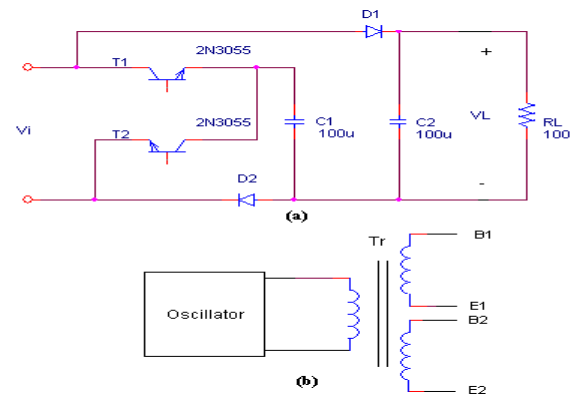 D1
T1
2N3055
+
Vi
T2
2N3055
C1
100u
C2
100u
VL
RL
100
D2
-
(a)
Tr
B1
Oscillator
E1
B2
(b)
E2